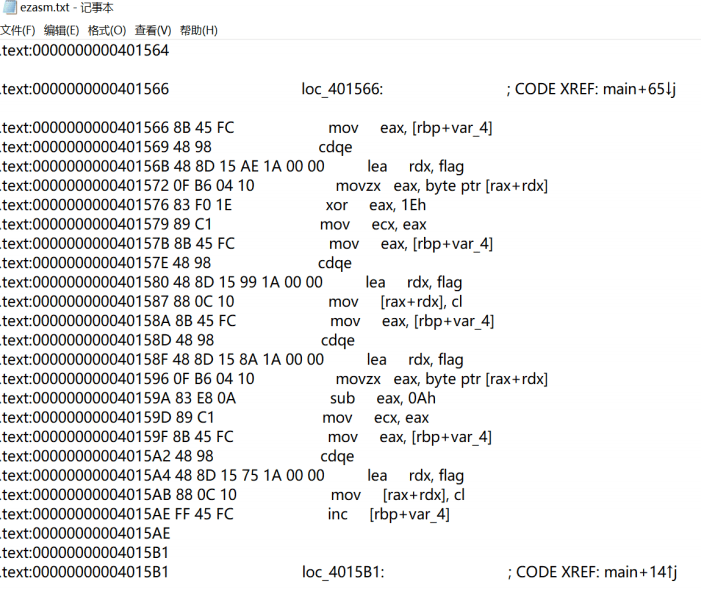 ezasm.txt - 记事本
文件(F) 编辑(E) 格式(O) 查看(V) 帮助(H)
.text:0000000000401564
.text:0000000000401566 loc_401566: ; CODE XREF: main+65↓j
.text:0000000000401566 8B 45 FC mov eax, [rbp+var_4]
.text:0000000000401569 48 98 cdqe
.text:000000000040156B 48 8D 15 AE 1A 00 00 lea rdx, flag
.text:0000000000401572 0F B6 04 10 movzx eax, byte ptr [rax+rdx]
.text:0000000000401576 83 F0 1E xor eax, 1Eh
.text:0000000000401579 89 C1 mov ecx, eax
.text:000000000040157B 8B 45 FC mov eax, [rbp+var_4]
.text:000000000040157E 48 98 cdqe
.text:0000000000401580 48 8D 15 99 1A 00 00 lea rdx, flag
.text:0000000000401587 88 0C 10 mov [rax+rdx], cl
.text:000000000040158A 8B 45 FC mov eax, [rbp+var_4]
.text:000000000040158D 48 98 cdqe
.text:000000000040158F 48 8D 15 8A 1A 00 00 lea rdx, flag
.text:0000000000401596 0F B6 04 10 movzx eax, byte ptr [rax+rdx]
.text:000000000040159A 83 E8 0A sub eax, 0Ah
.text:000000000040159D 89 C1 mov ecx, eax
.text:000000000040159F 8B 45 FC mov eax, [rbp+var_4]
.text:00000000004015A2 48 98 cdqe
.text:00000000004015A4 48 8D 15 75 1A 00 00 lea rdx, flag
.text:00000000004015AB 88 0C 10 mov [rax+rdx], cl
.text:00000000004015AE FF 45 FC inc [rbp+var_4]
.text:00000000004015AE
.text:00000000004015B1
.text:00000000004015B1 loc_4015B1: ; CODE XREF: main+14↑j